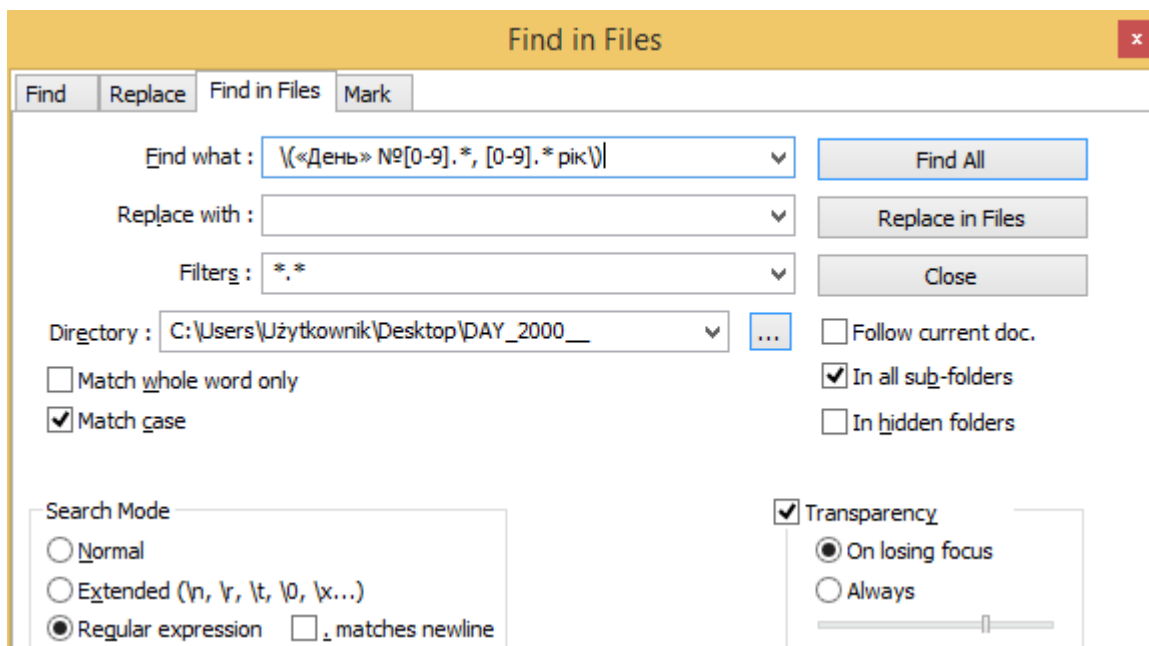 Find in Files
x
Find Replace Find in Files Mark
Find what : \(«День» №[0-9].*, [0-9].* рік\) Find All
Replace with : Replace in Files
Filters : *.* Close
Directory : C:\Users\Użytkownik\Desktop\DAY_2000__ ... Follow current doc.
Match whole word only In all sub-folders
Match case In hidden folders
Search Mode Transparency
Normal On losing focus
Extended (\n, \r, \t, \0, \x...) Always
Regular expression . matches newline